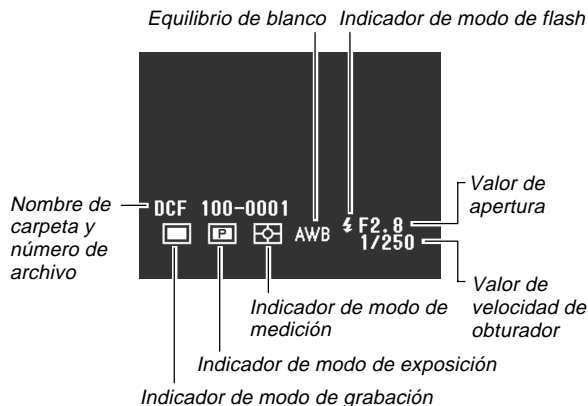 Equilibrio de blanco
Indicador de modo de flash
Nombre de
carpeta y
número de
archivo
DCF 100-0001
P
AWB
F2.8
1/250
Valor de
apertura
Valor de
velocidad de
obturador
Indicador de modo de
medición
Indicador de modo de exposición
Indicador de modo de grabación